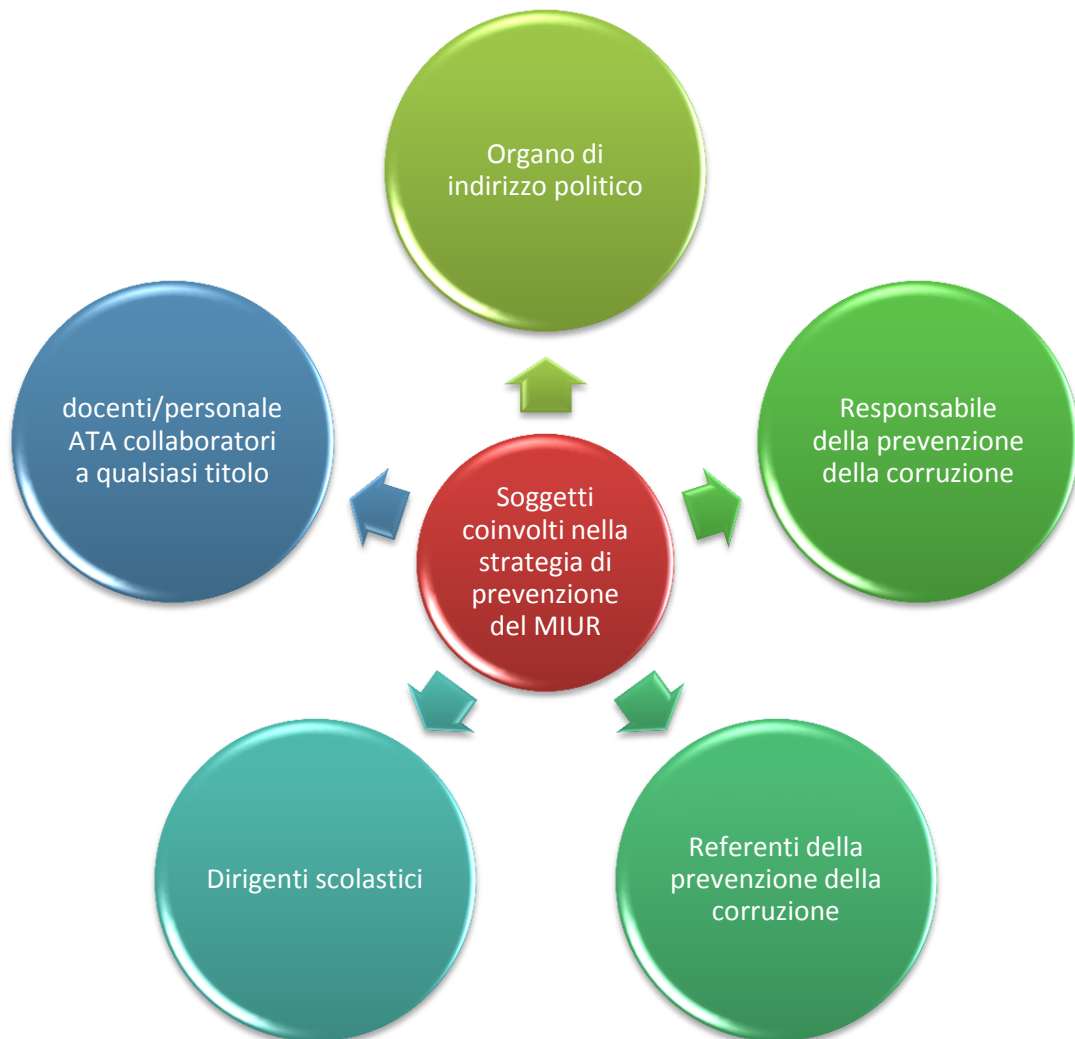 Organo di
indirizzo politico
docenti/personale
ATA collaboratori
a qualsiasi titolo
Responsabile
della prevenzione
della corruzione
Soggetti
coinvolti nella
strategia di
prevenzione
del MIUR
Dirigenti scolastici
Referenti della
prevenzione della
corruzione